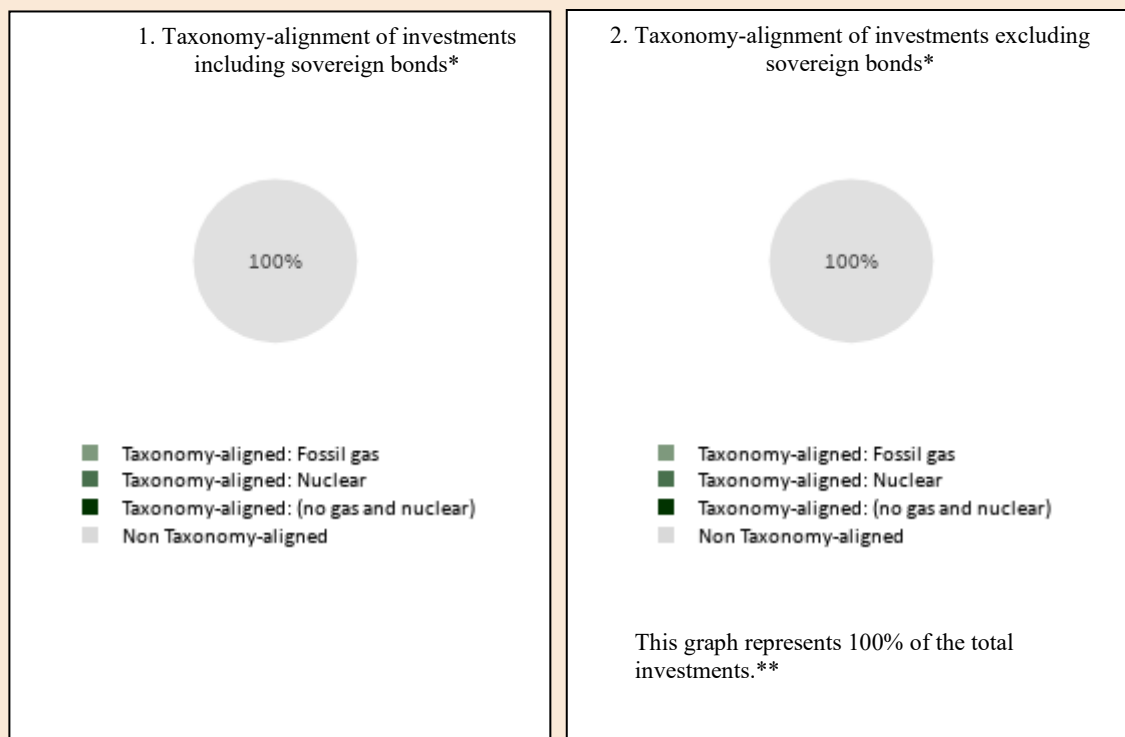 1. Taxonomy-alignment of investments
including sovereign bonds*
100%
Taxonomy-aligned: Fossil gas
Taxonomy-aligned: Nuclear
Taxonomy-aligned: (no gas and nuclear)
Non Taxonomy-aligned
2. Taxonomy-alignment of investments excluding
sovereign bonds*
100%
Taxonomy-aligned: Fossil gas
Taxonomy-aligned: Nuclear
Taxonomy-aligned: (no gas and nuclear)
Non Taxonomy-aligned
This graph represents 100% of the total
investments.**